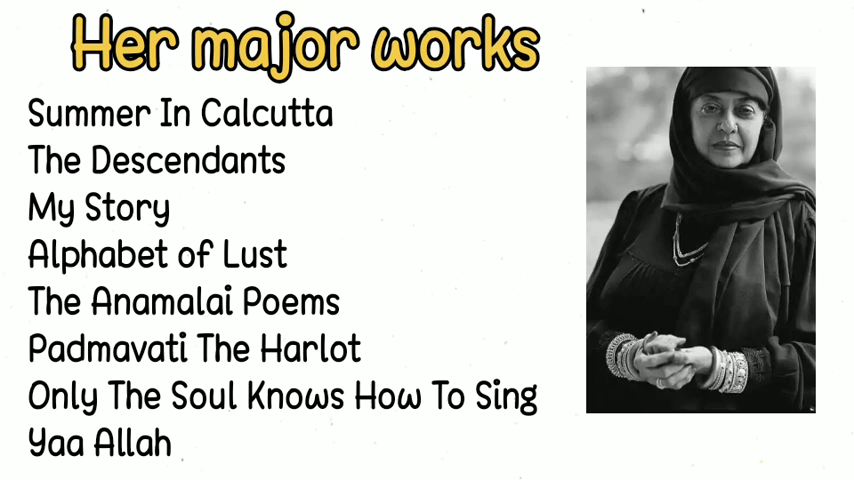 Her major works
Summer In Calcutta
The Descendants
My Story
Alphabet of Lust
The Anamalai Poems
Padmavati The Harlot
Only The Soul Knows How To Sing
Yaa Allah